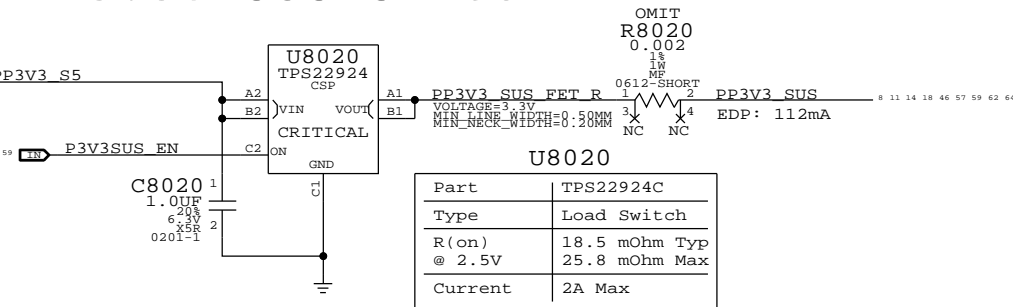 OMIT
R8020
0.002
1%
1W
MF
0612-SHORT
U8020
TPS22924
CSP
PP3V3_S5
A2
B2
VIN
VOUT
A1
B1
PP3V3_SUS_FET_R
VOLTAGE=3.3V
MIN_LINE_WIDTH=0.50MM
MIN_NECK_WIDTH=0.20MM
1
2
3
4
NC
NC
PP3V3_SUS
EDP: 112mA
8 11 14 18 46 57 59 62 64
CRITICAL
59
IN
P3V3SUS_EN
C2
ON
GND
C1
C8020
1
1.0UF
20%
6.3V
X5R
2
0201-1
U8020
Part TPS22924C
Type Load Switch
R(on) 18.5 mOhm Typ
@ 2.5V 25.8 mOhm Max
Current 2A Max